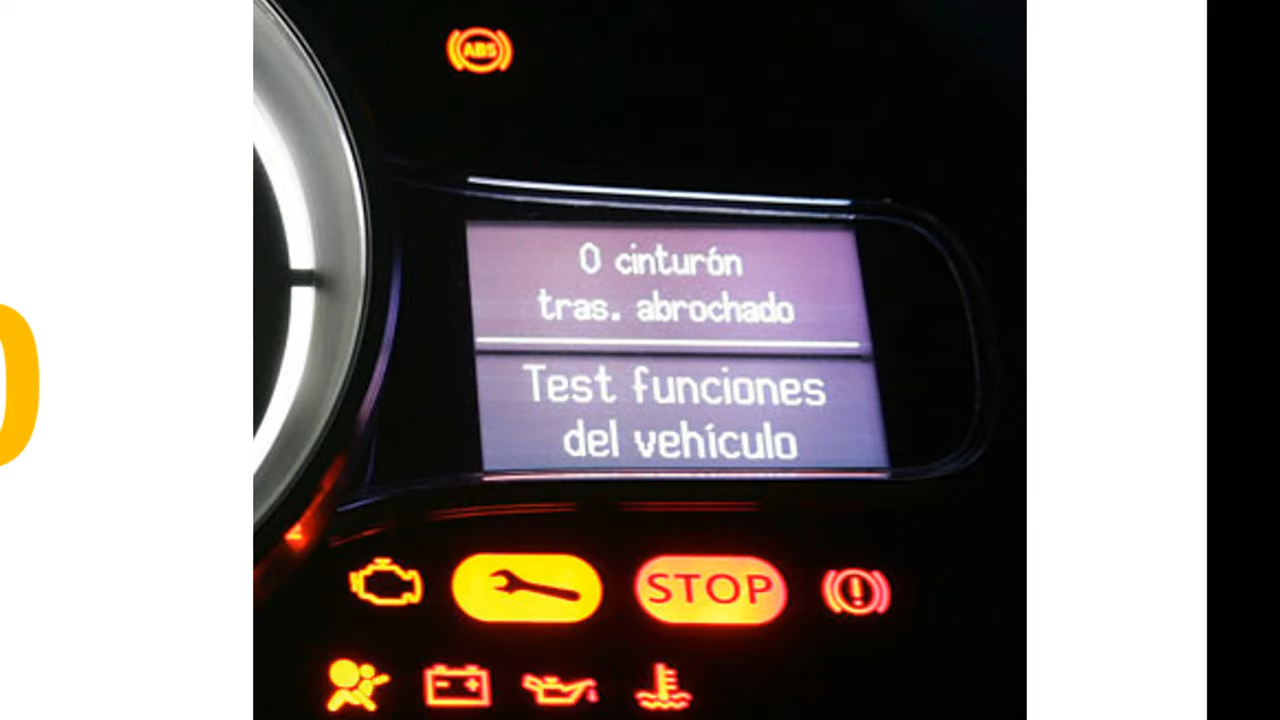 ABS
0 cinturón
tras. abrochado
Test funciones
del vehículo
STOP